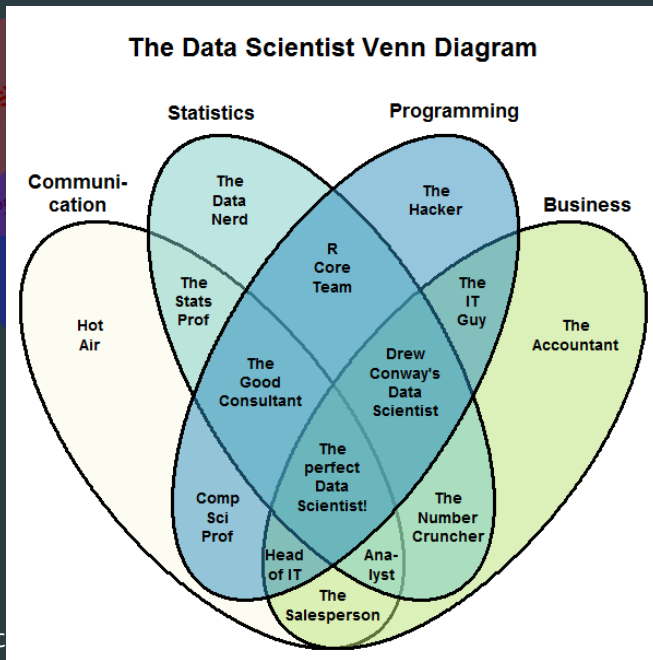 The Data Scientist Venn Diagram
Statistics
Programming
Communi-
cation
Business
The
Data
Nerd
The
Hacker
R
Core
Team
The
Stats
Prof
The
IT
Guy
Hot
Air
The
Accountant
The
Good
Consultant
Drew
Conway's
Data
Scientist
The
perfect
Data
Scientist!
Comp
Sci
Prof
The
Number
Cruncher
Head
of IT
Ana-
lyst
The
Salesperson